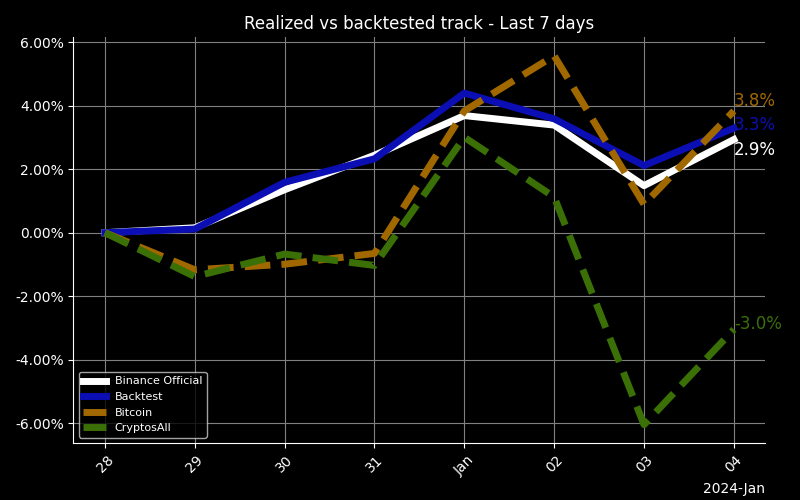 Realized vs backtested track - Last 7 days
6.00%
4.00%
2.00%
0.00%
-2.00%
-4.00%
-6.00%
3.8%
3.3%
2.9%
-3.0%
Binance Official
Backtest
Bitcoin
CryptosAll
28
29
30
31
Jan
02
03
04
2024-Jan